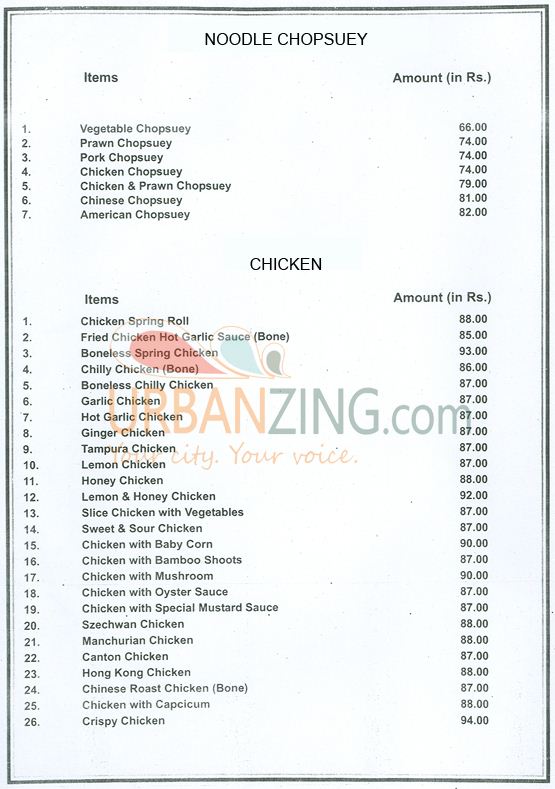 NOODLE CHOPSUEY
Items Amount (in Rs.)
1. Vegetable Chopsuey 66.00
2. Prawn Chopsuey 74.00
3. Pork Chopsuey 74.00
4. Chicken Chopsuey 74.00
5. Chicken & Prawn Chopsuey 79.00
6. Chinese Chopsuey 81.00
7. American Chopsuey 82.00
CHICKEN
Items Amount (in Rs.)
1. Chicken Spring Roll 88.00
2. Fried Chicken Hot Garlic Sauce (Bone) 85.00
3. Boneless Spring Chicken 93.00
4. Chilly Chicken (Bone) 86.00
5. Boneless Chilly Chicken 87.00
6. Garlic Chicken 87.00
7. Hot Garlic Chicken 87.00
8. Ginger Chicken 87.00
9. Tampura Chicken 87.00
10. Lemon Chicken 87.00
11. Honey Chicken 88.00
12. Lemon & Honey Chicken 92.00
13. Slice Chicken with Vegetables 87.00
14. Sweet & Sour Chicken 87.00
15. Chicken with Baby Corn 90.00
16. Chicken with Bamboo Shoots 87.00
17. Chicken with Mushroom 90.00
18. Chicken with Oyster Sauce 87.00
19. Chicken with Special Mustard Sauce 87.00
20. Szechwan Chicken 88.00
21. Manchurian Chicken 88.00
22. Canton Chicken 87.00
23. Hong Kong Chicken 88.00
24. Chinese Roast Chicken (Bone) 87.00
25. Chicken with Capcicum 88.00
26. Crispy Chicken 94.00
URBANZING.com
Your city. Your voice.